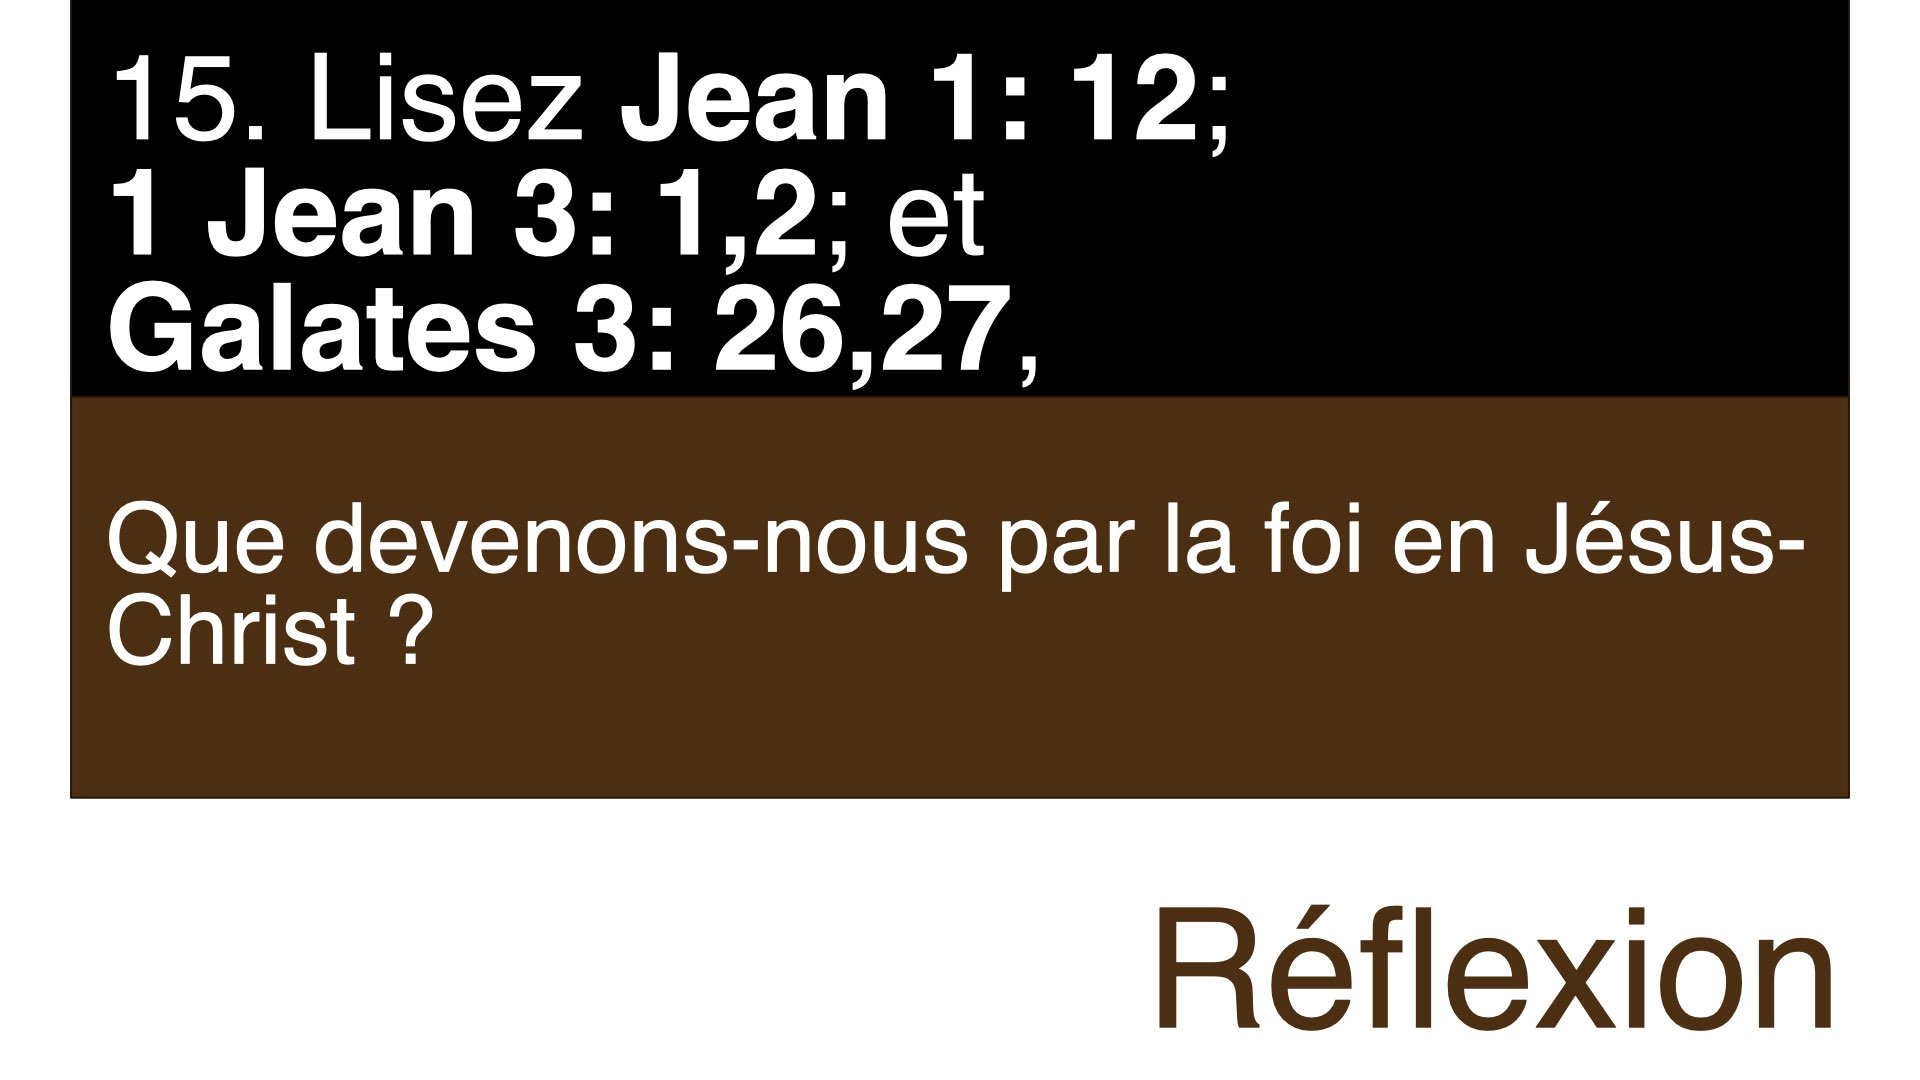 15. Lisez Jean 1: 12;
1 Jean 3: 1,2; et
Galates 3: 26,27,
Que devenons-nous par la foi en Jésus-
Christ ?
Réflexion